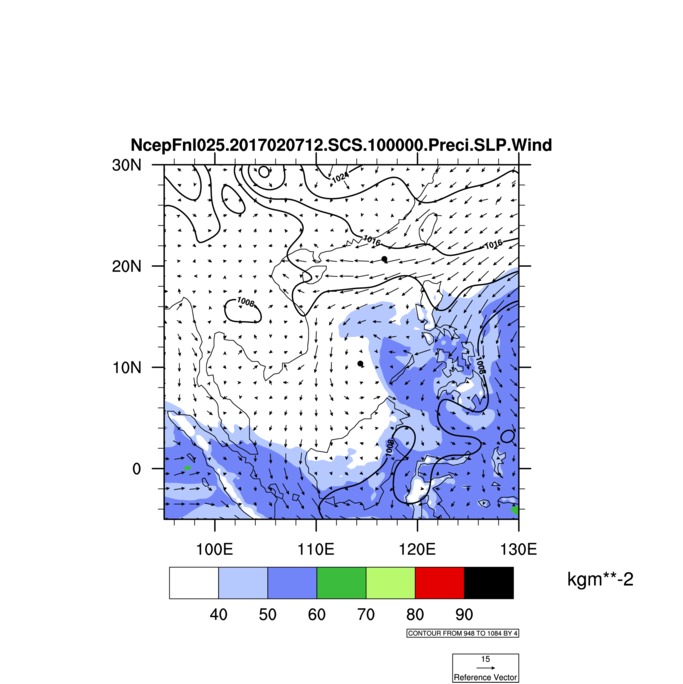 NcepFnl025.2017020712.SCS.100000.Preci.SLP.Wind
30N
1024
1016
1016
20N
1008
10N
1008
1008
0
100E 110E 120E 130E
kgm**-2
40 50 60 70 80 90
CONTOUR FROM 948 TO 1084 BY 4
15
Reference Vector